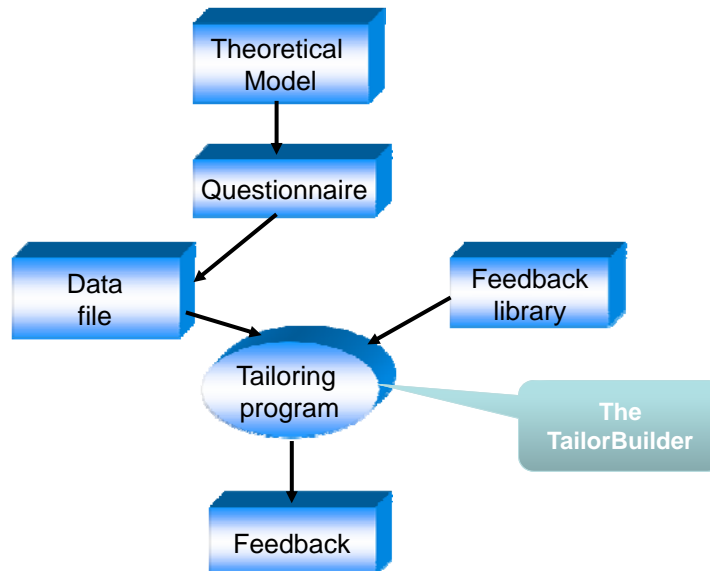 Theoretical
Model
Questionnaire
Data
file
Feedback
library
Tailoring
program
The
TailorBuilder
Feedback